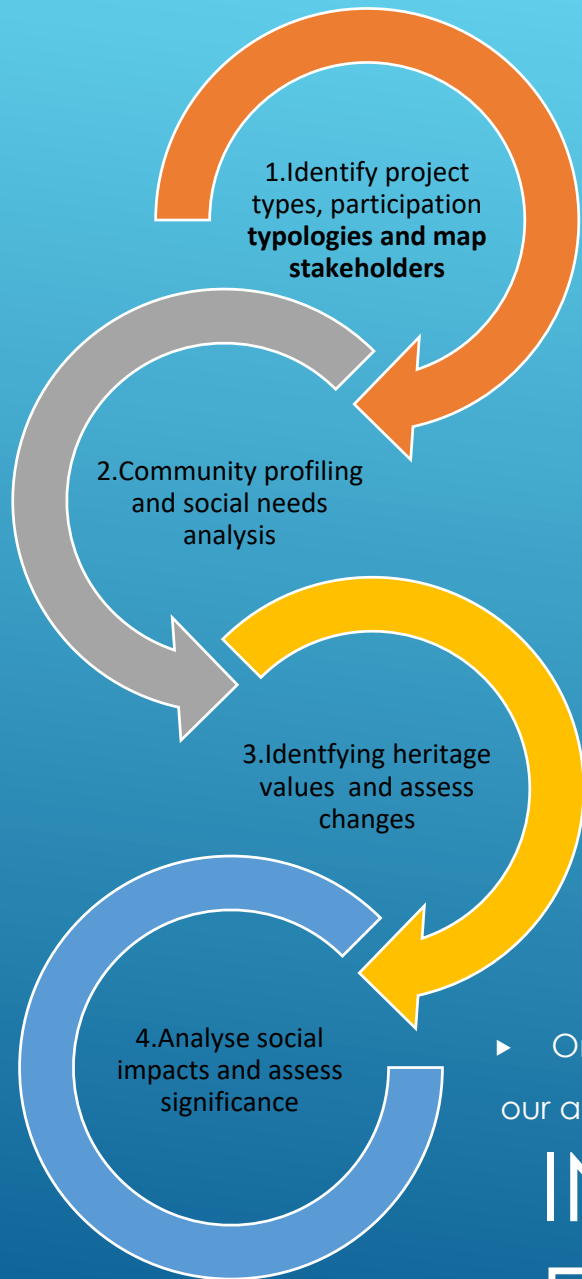 1.Identify project
types, participation
typologies and map
stakeholders
2.Community profiling
and social needs
analysis
3.Identfying heritage
values and assess
changes
4.Analyse social
impacts and assess
significance
our a